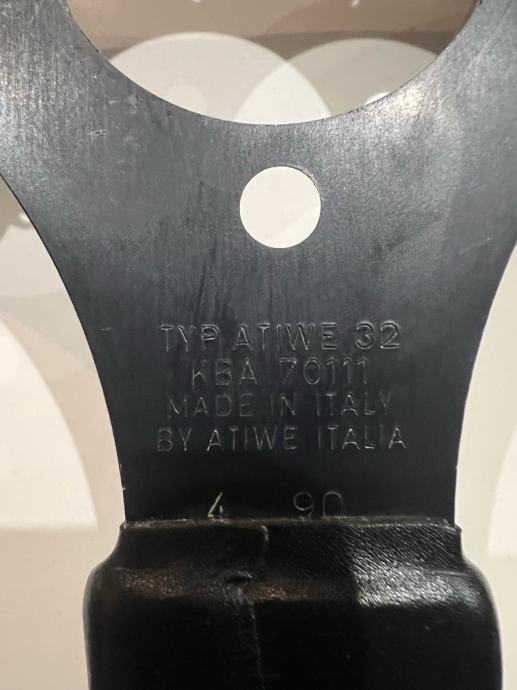 TYP ATIWE 32
KBA 70111
MADE IN ITALY
BY ATIWE ITALIA
4 90